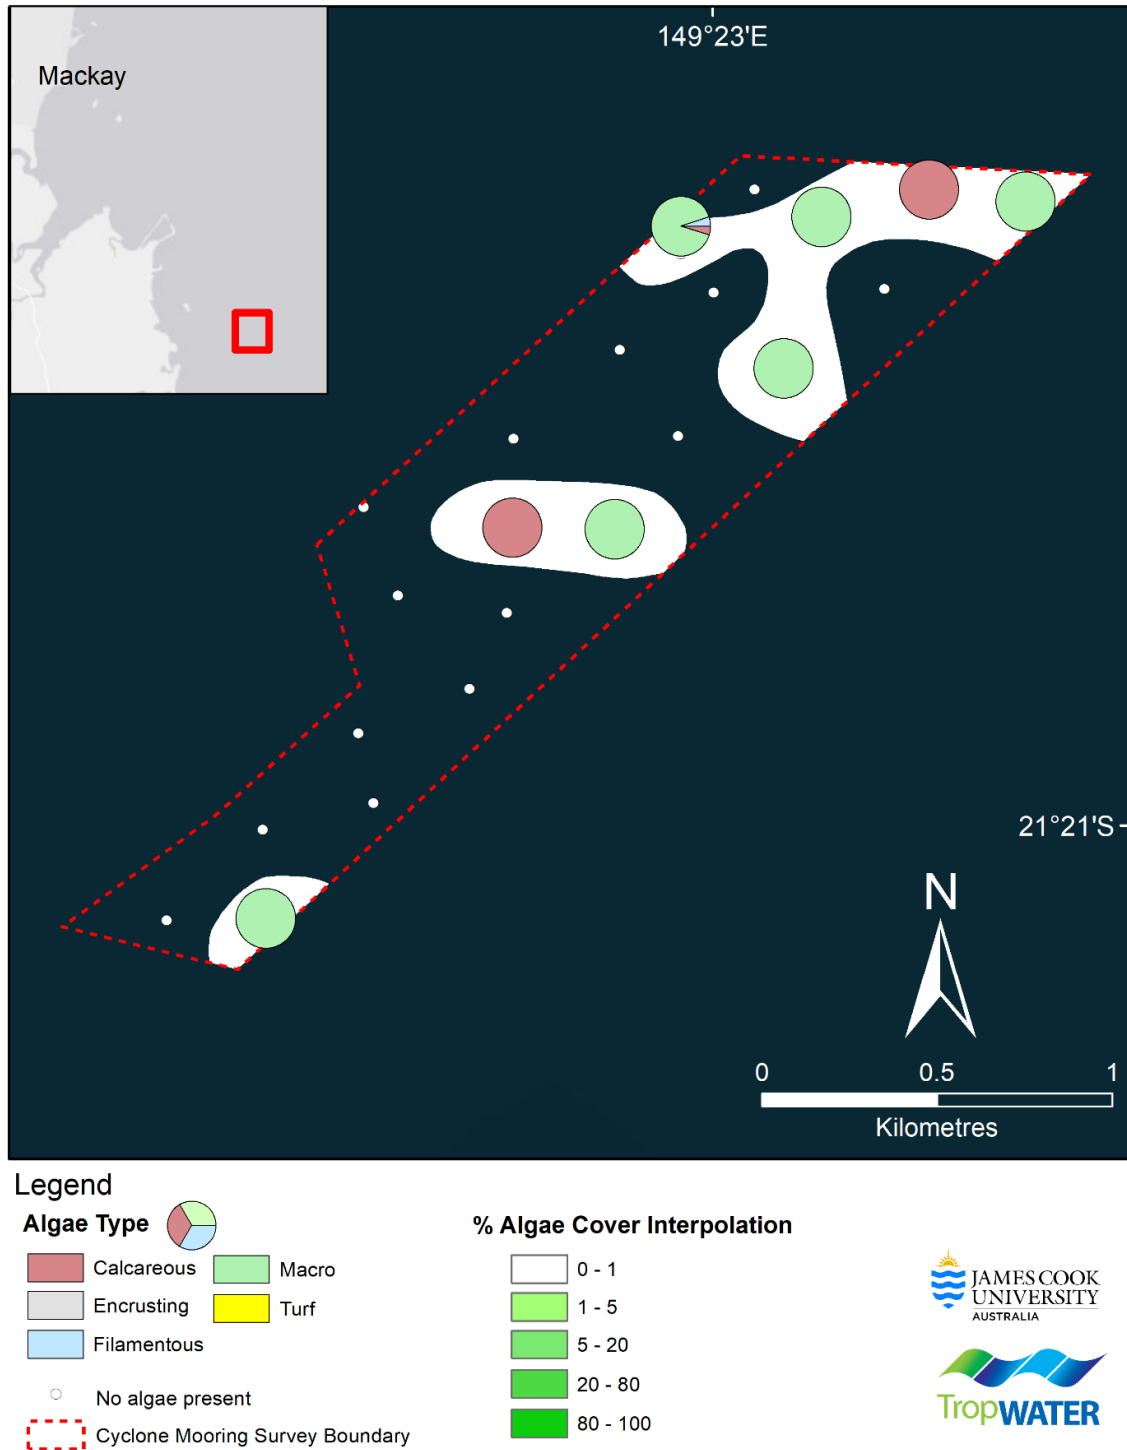 149°23'E
Mackay
21°21'S
N
0 0.5 1
Kilometres
Legend
Algae Type
Calcareous
Macro
Encrusting
Turf
Filamentous
No algae present
Cyclone Mooring Survey Boundary
% Algae Cover Interpolation
0 - 1
1 - 5
5 - 20
20 - 80
80 - 100
JAMES COOK
UNIVERSITY
AUSTRALIA
TropWATER